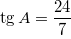 tg A = 24/7